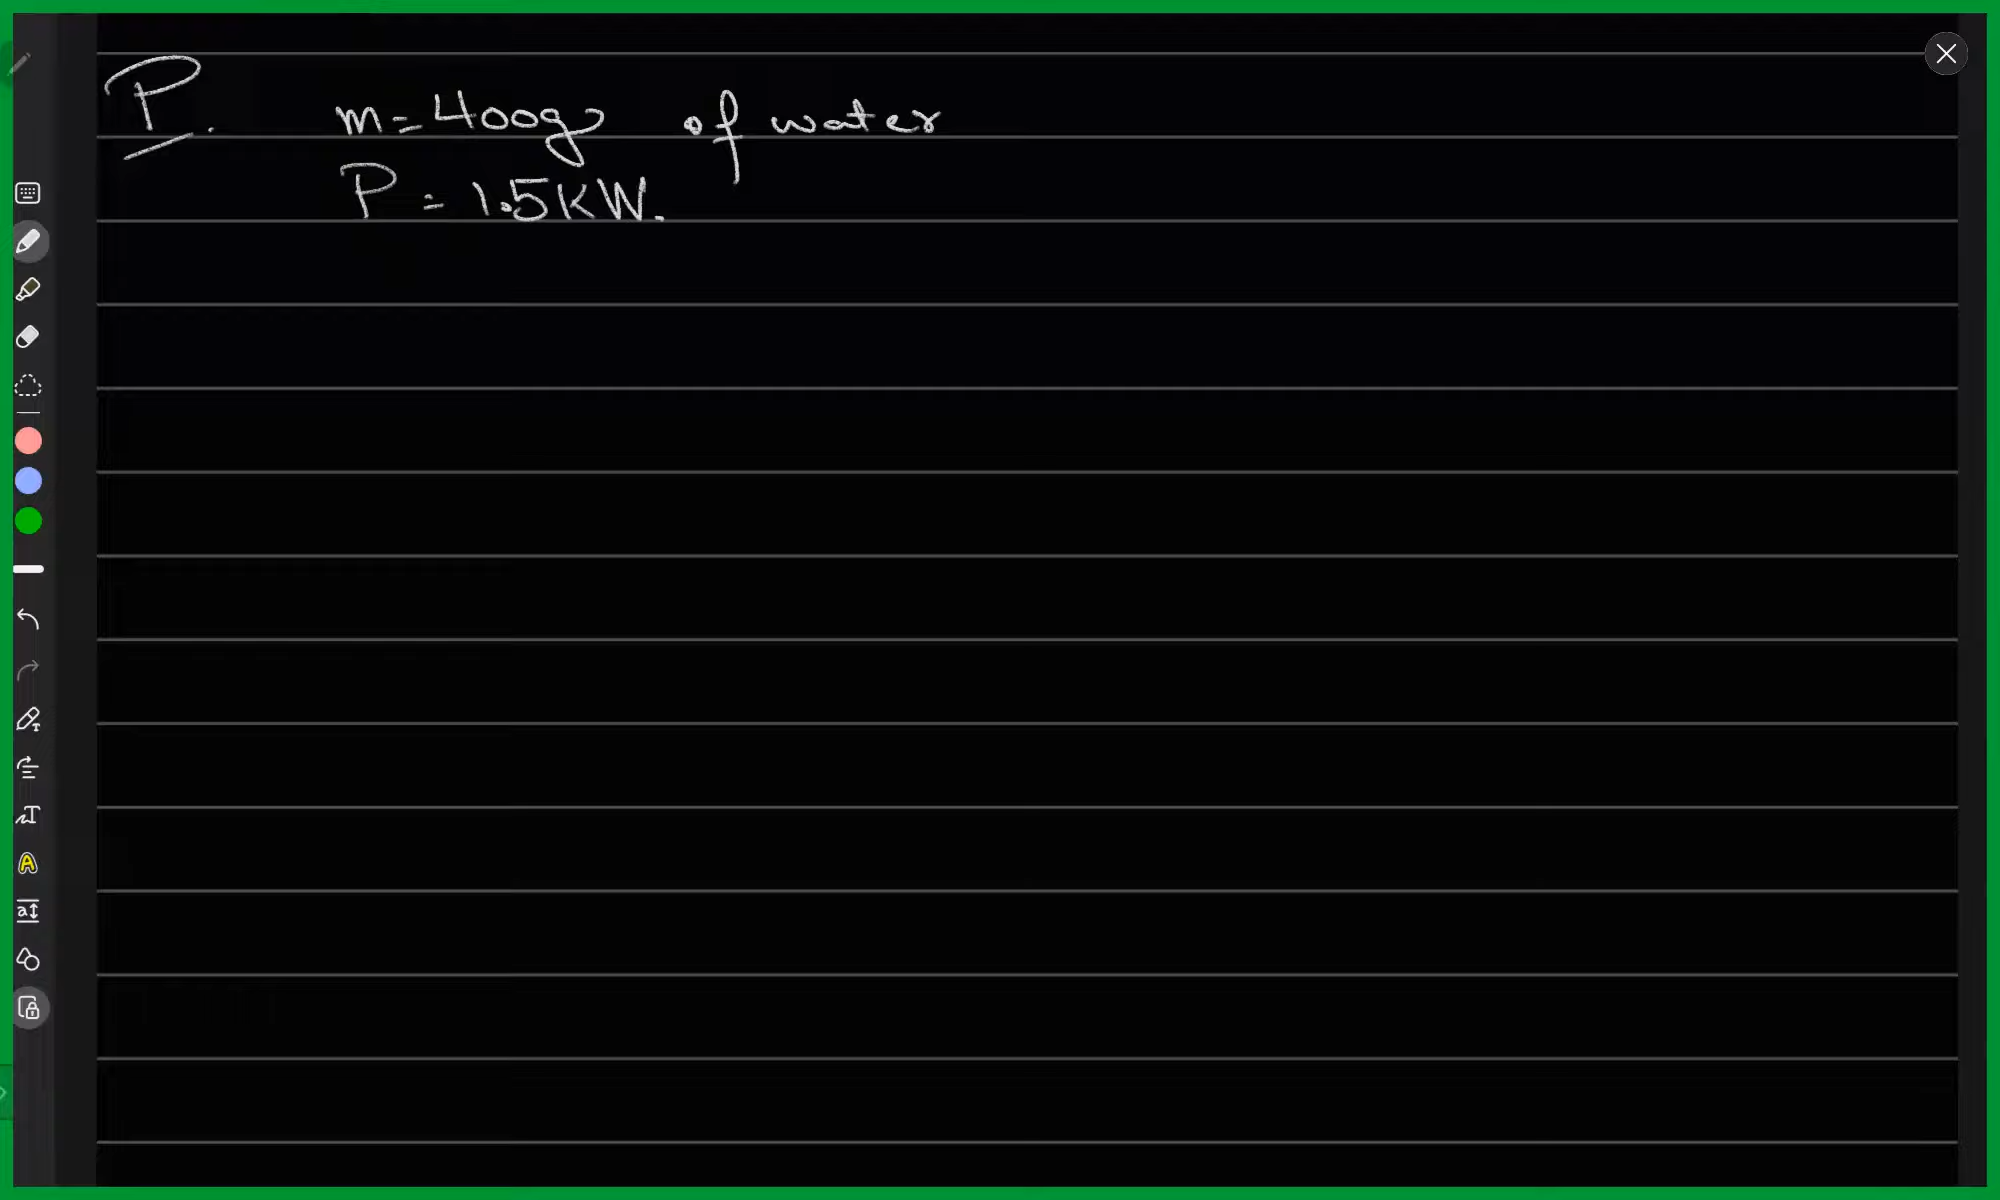 P. m = 400g of water
P = 1.5KW.